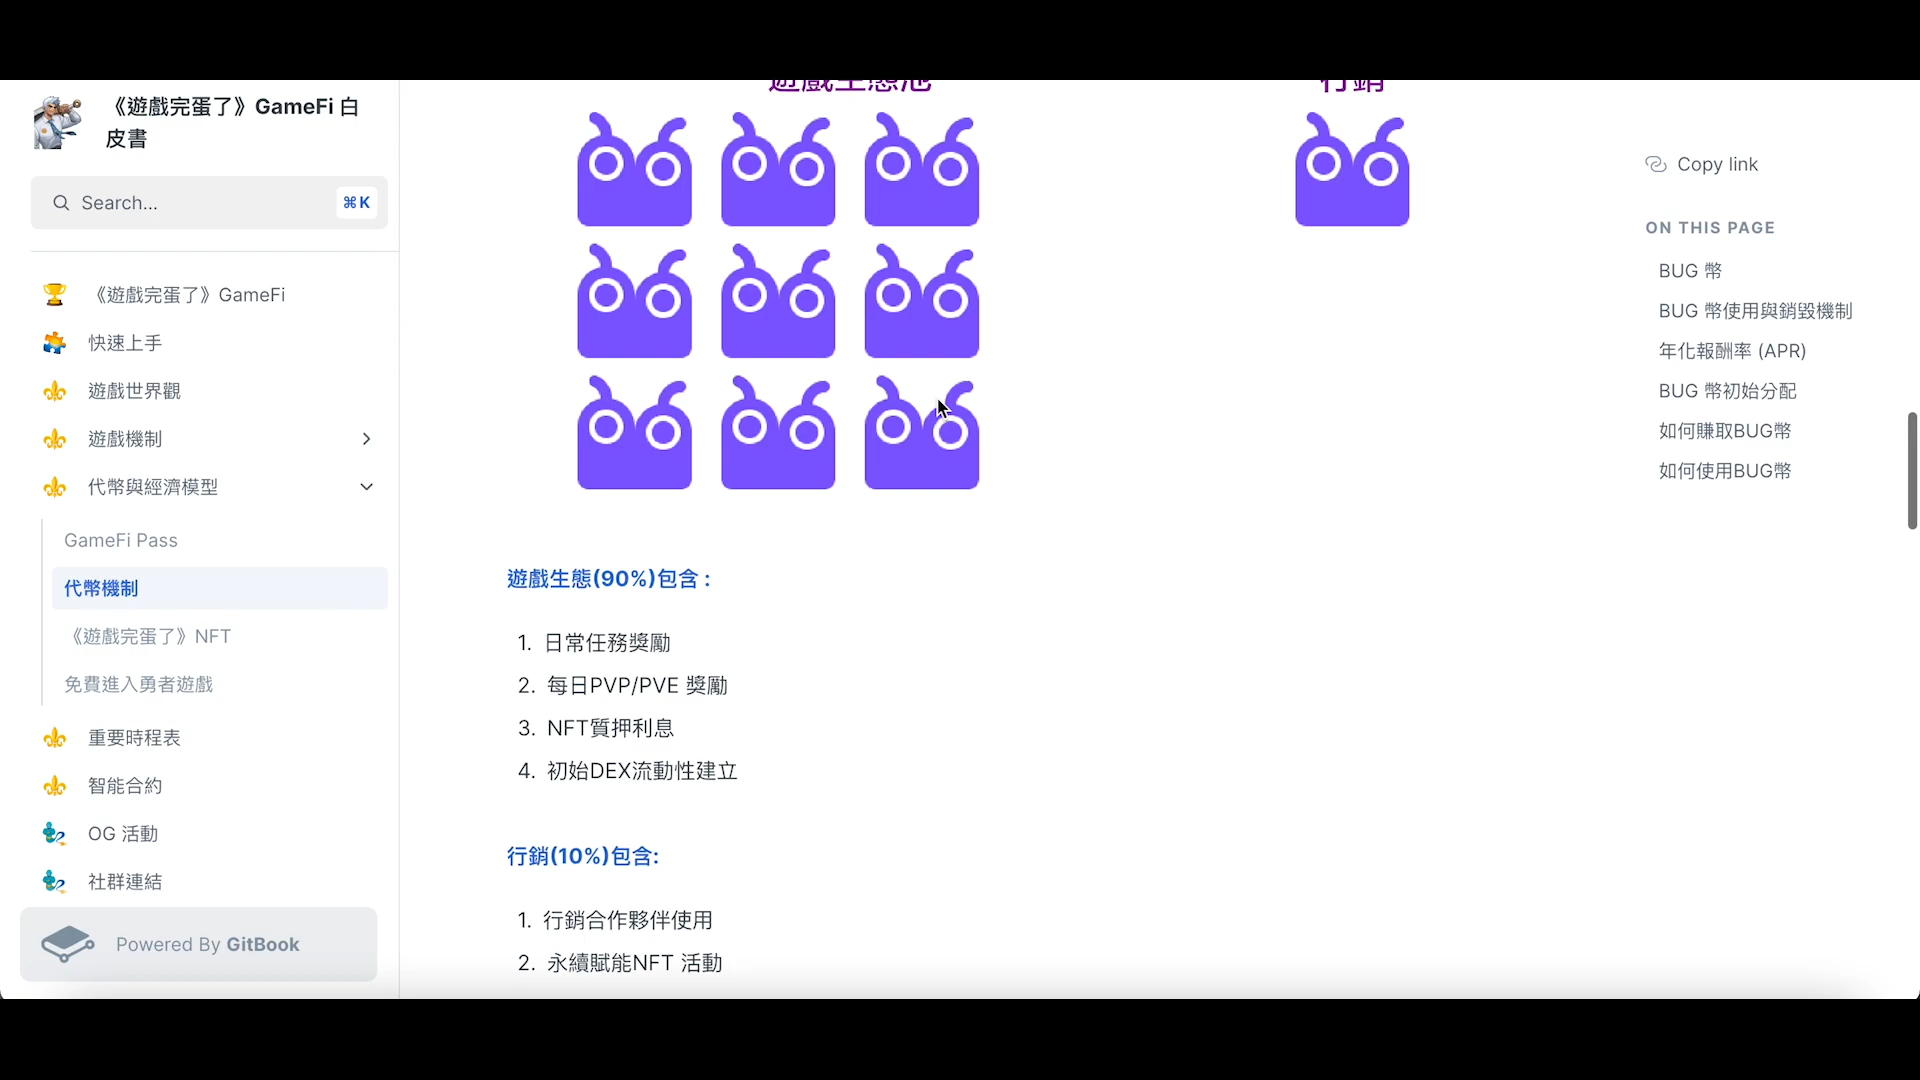 《遊戲完蛋了》GameFi 白
皮書
Search...
⌘K
《遊戲完蛋了》GameFi
快速上手
遊戲世界觀
遊戲機制
代幣與經濟模型
GameFi Pass
代幣機制
《遊戲完蛋了》NFT
免費進入勇者遊戲
重要時程表
智能合約
OG 活動
社群連結
Powered By GitBook
遊戲生態池
行銷
遊戲生態(90%)包含 :
1. 日常任務獎勵
2. 每日PVP/PVE 獎勵
3. NFT質押利息
4. 初始DEX流動性建立
行銷(10%)包含:
1. 行銷合作夥伴使用
2. 永續賦能NFT 活動
Copy link
ON THIS PAGE
BUG 幣
BUG 幣使用與銷毀機制
年化報酬率 (APR)
BUG 幣初始分配
如何賺取BUG幣
如何使用BUG幣